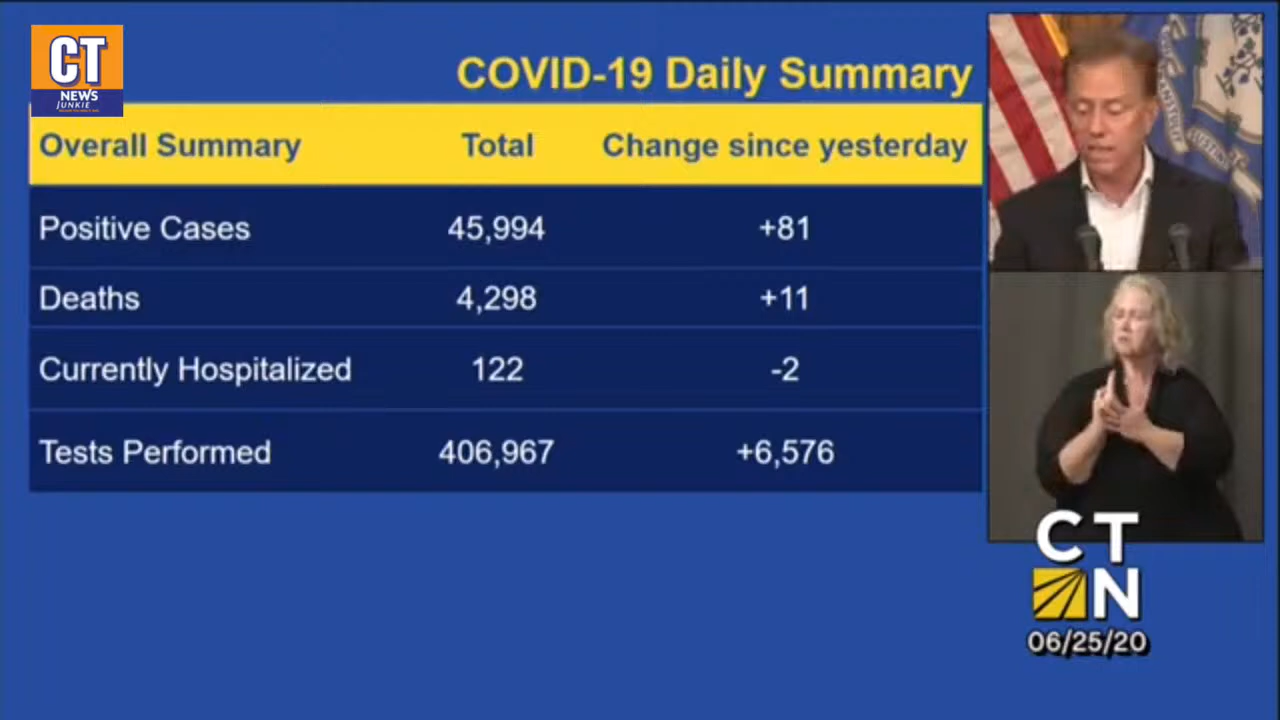 CT
NEWS
JUNKIE
COVID-19 Daily Summary
Overall Summary Total Change since yesterday
Positive Cases 45,994 +81
Deaths 4,298 +11
Currently Hospitalized 122 -2
Tests Performed 406,967 +6,576
CT
N
06/25/20